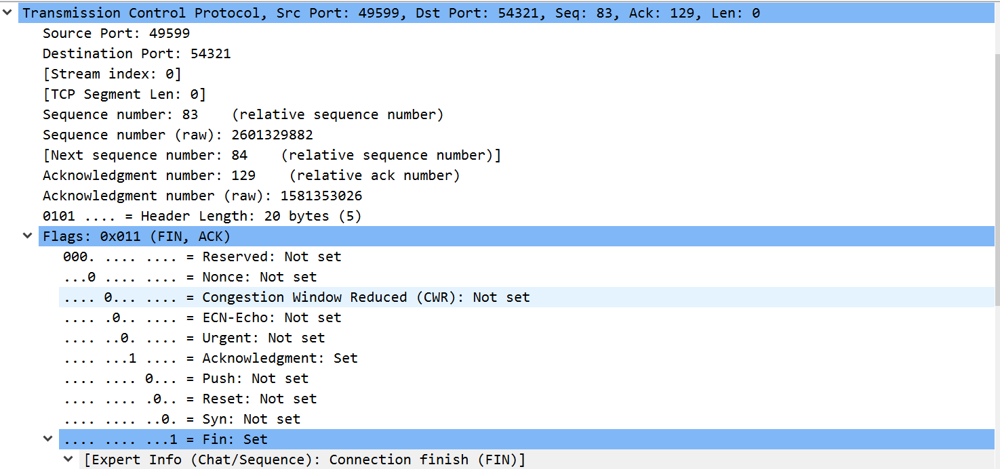 Transmission Control Protocol, Src Port: 49599, Dst Port: 54321, Seq: 83, Ack: 129, Len: 0
Source Port: 49599
Destination Port: 54321
[Stream index: 0]
[TCP Segment Len: 0]
Sequence number: 83    (relative sequence number)
Sequence number (raw): 2601329882
[Next sequence number: 84    (relative sequence number)]
Acknowledgment number: 129    (relative ack number)
Acknowledgment number (raw): 1581353026
0101 .... = Header Length: 20 bytes (5)
Flags: 0x011 (FIN, ACK)
000. .... .... = Reserved: Not set
...0 .... .... = Nonce: Not set
.... 0... .... = Congestion Window Reduced (CWR): Not set
.... .0.. .... = ECN-Echo: Not set
.... ..0. .... = Urgent: Not set
.... ...1 .... = Acknowledgment: Set
.... .... 0... = Push: Not set
.... .... .0.. = Reset: Not set
.... .... ..0. = Syn: Not set
.... .... ...1 = Fin: Set
[Expert Info (Chat/Sequence): Connection finish (FIN)]